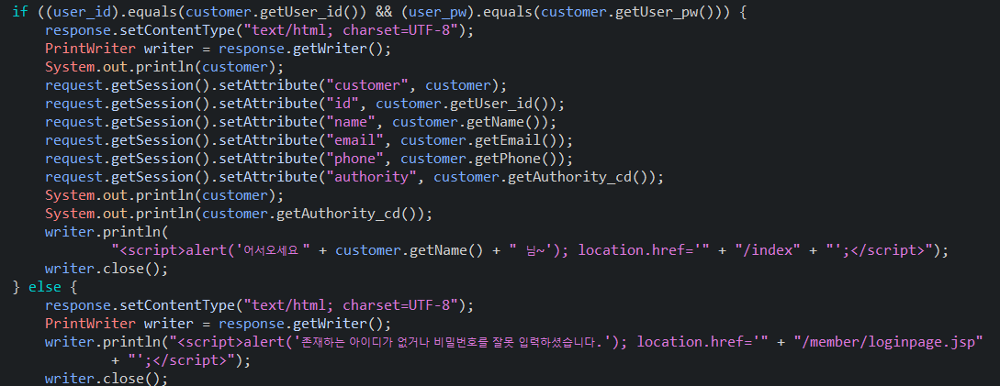 if ((user_id).equals(customer.getUser_id()) && (user_pw).equals(customer.getUser_pw())) {
    response.setContentType("text/html; charset=UTF-8");
    PrintWriter writer = response.getWriter();
    System.out.println(customer);
    request.getSession().setAttribute("customer", customer);
    request.getSession().setAttribute("id", customer.getUser_id());
    request.getSession().setAttribute("name", customer.getName());
    request.getSession().setAttribute("email", customer.getEmail());
    request.getSession().setAttribute("phone", customer.getPhone());
    request.getSession().setAttribute("authority", customer.getAuthority_cd());
    System.out.println(customer);
    System.out.println(customer.getAuthority_cd());
    writer.println(
            "<script>alert('어서오세요 " + customer.getName() + " 님~'); location.href='" + "/index" + "';</script>");
    writer.close();
} else {
    response.setContentType("text/html; charset=UTF-8");
    PrintWriter writer = response.getWriter();
    writer.println("<script>alert('존재하는 아이디가 없거나 비밀번호를 잘못 입력하셨습니다.'); location.href='" + "/member/loginpage.jsp"
            + "';</script>");
    writer.close();